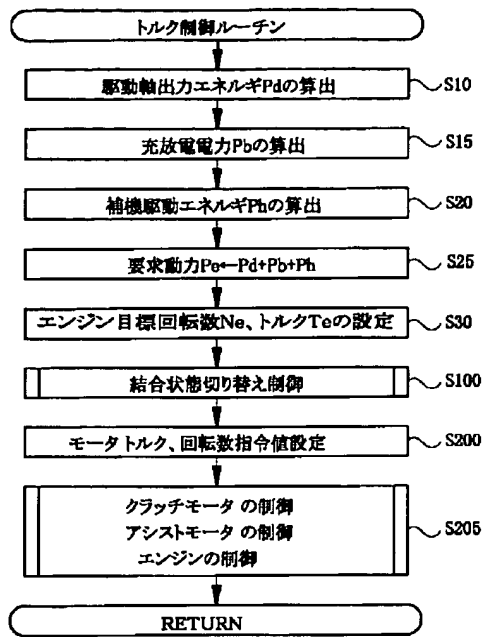 トルク制御ルーチン
駆動軸出力エネルギPdの算出
S10
充放電電力Pbの算出
S15
補機駆動エネルギPhの算出
S20
要求動力Pe←Pd+Pb+Ph
S25
エンジン目標回転数Ne、トルクTeの設定
S30
結合状態切り替え制御
S100
モータトルク、回転数指令値設定
S200
クラッチモータ の制御
アシストモータ の制御
エンジンの制御
S205
RETURN